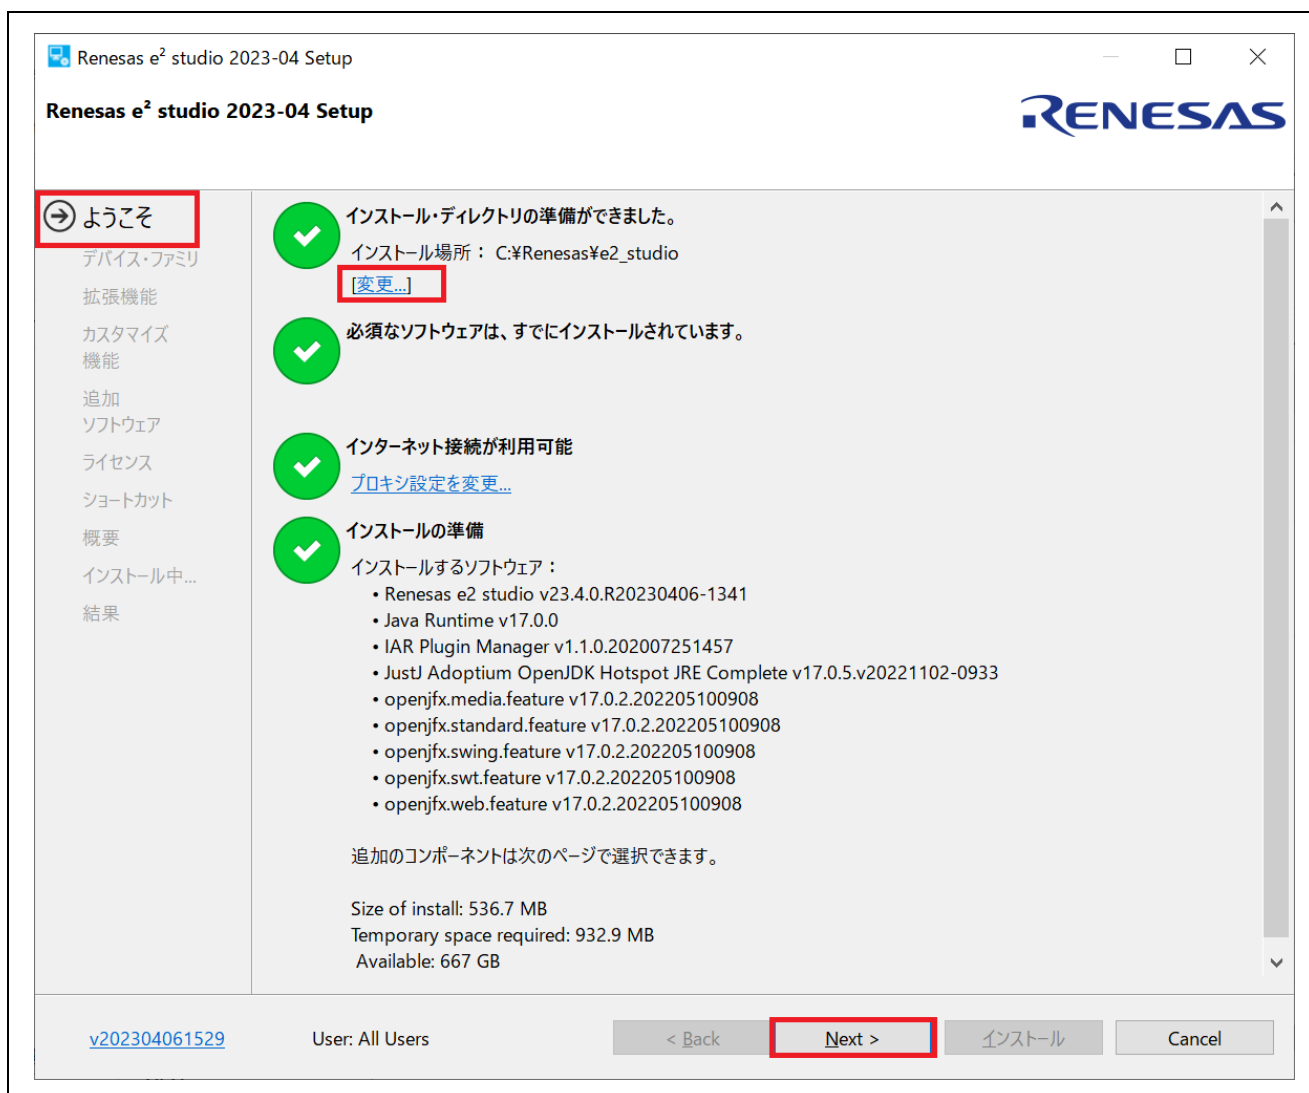 Renesas e² studio 2023-04 Setup
Renesas e² studio 2023-04 Setup
RENESAS
ようこそ
デバイス・ファミリ
拡張機能
カスタマイズ
機能
追加
ソフトウェア
ライセンス
ショートカット
概要
インストール中...
結果
インストール・ディレクトリの準備ができました。
インストール場所： C:¥Renesas¥e2_studio
[変更...]
必須なソフトウェアは、すでにインストールされています。
インターネット接続が利用可能
プロキシ設定を変更...
インストールの準備
インストールするソフトウェア：
• Renesas e2 studio v23.4.0.R20230406-1341
• Java Runtime v17.0.0
• IAR Plugin Manager v1.1.0.202007251457
• JustJ Adoptium OpenJDK Hotspot JRE Complete v17.0.5.v20221102-0933
• openjfx.media.feature v17.0.2.202205100908
• openjfx.standard.feature v17.0.2.202205100908
• openjfx.swing.feature v17.0.2.202205100908
• openjfx.swt.feature v17.0.2.202205100908
• openjfx.web.feature v17.0.2.202205100908
追加のコンポーネントは次のページで選択できます。
Size of install: 536.7 MB
Temporary space required: 932.9 MB
Available: 667 GB
v202304061529
User: All Users
< Back
Next >
インストール
Cancel